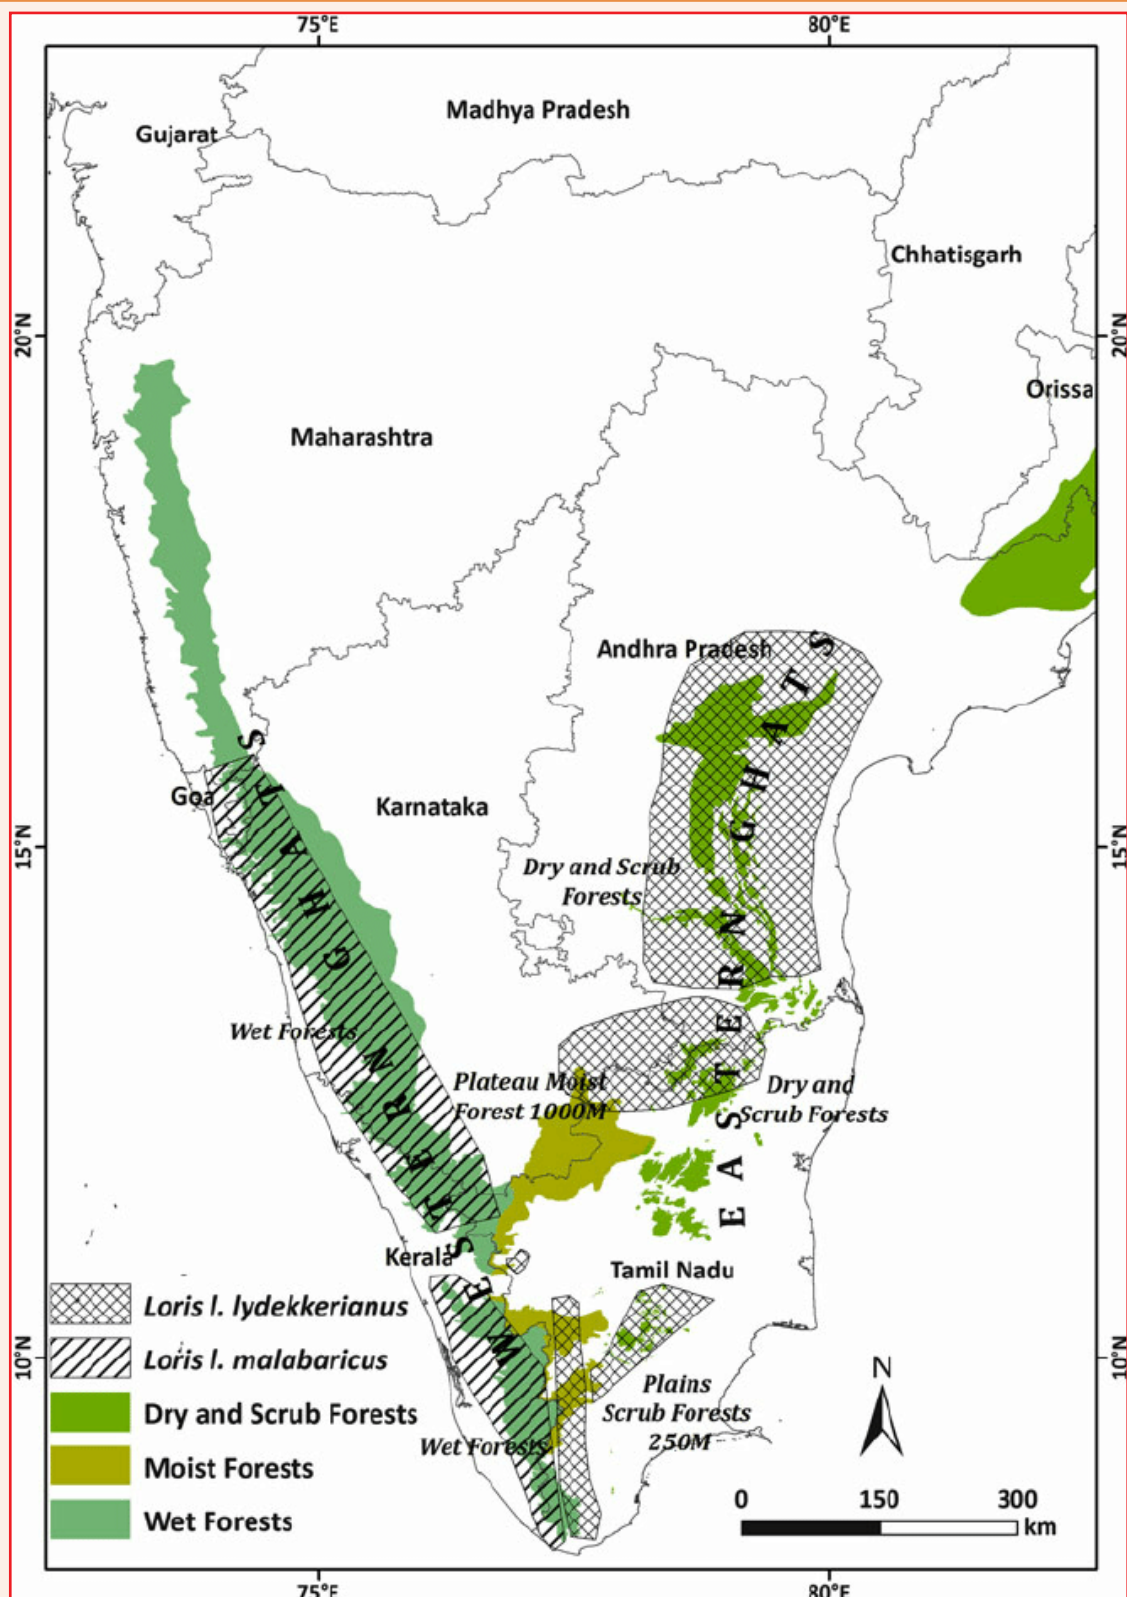 75°E
80°E
Madhya Pradesh
Gujarat
Chhatisgarh
20°N
20°N
Orissa
Maharashtra
Andhra Pradesh
Goa
Karnataka
15°N
15°N
Dry and Scrub
Forests
WESTERN GHATS
EASTERN GHATS
Wet Forests
Plateau Moist
Forest 1000M
Dry and
Scrub Forests
Kerala
Tamil Nadu
Loris l. lydekkerianus
Loris l. malabaricus
10°N
10°N
Dry and Scrub Forests
Moist Forests
Wet Forests
Plains
Scrub Forests
250M
Wet Forests
N
0 150 300
km
75°E
80°E